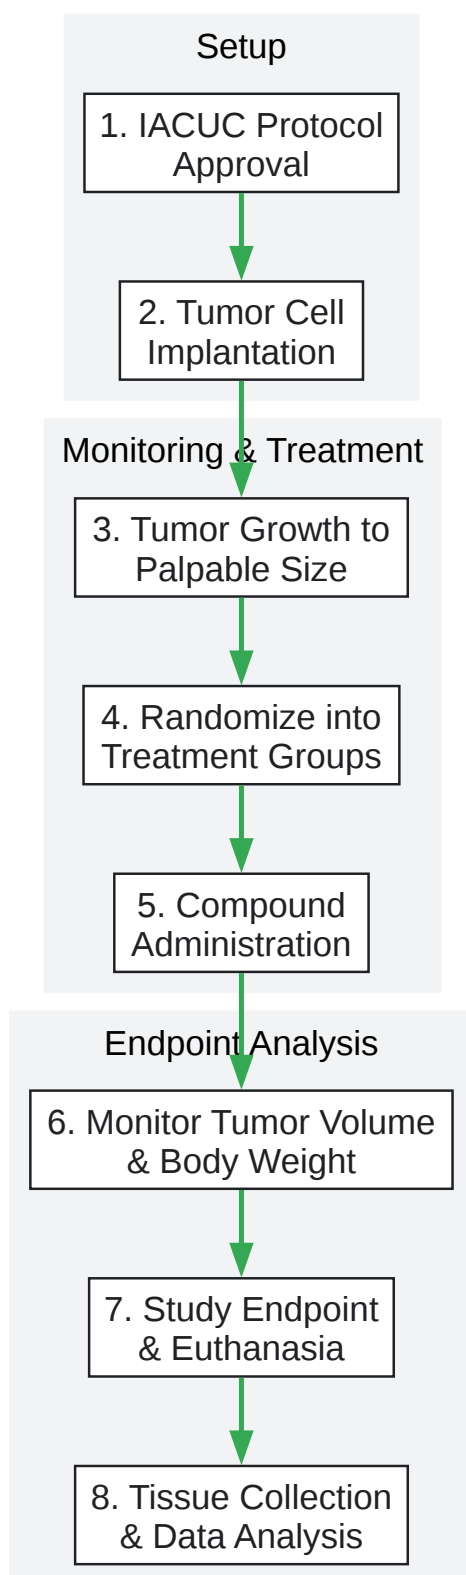 Setup
1. IACUC Protocol
Approval
2. Tumor Cell
Implantation
Monitoring & Treatment
3. Tumor Growth to
Palpable Size
4. Randomize into
Treatment Groups
5. Compound
Administration
Endpoint Analysis
6. Monitor Tumor Volume
& Body Weight
7. Study Endpoint
& Euthanasia
8. Tissue Collection
& Data Analysis